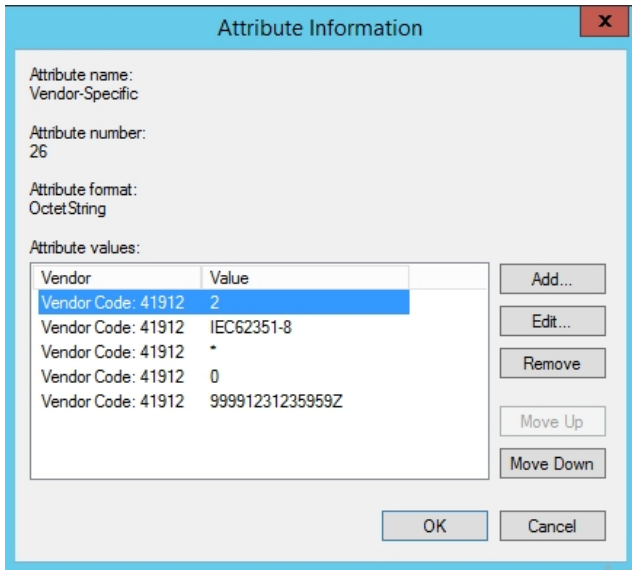 Attribute Information
x
Attribute name:
Vendor-Specific
Attribute number:
26
Attribute format:
OctetString
Attribute values:
Vendor Value
Vendor Code: 41912 2
Vendor Code: 41912 IEC62351-8
Vendor Code: 41912 *
Vendor Code: 41912 0
Vendor Code: 41912 99991231235959Z
Add...
Edit...
Remove
Move Up
Move Down
OK Cancel